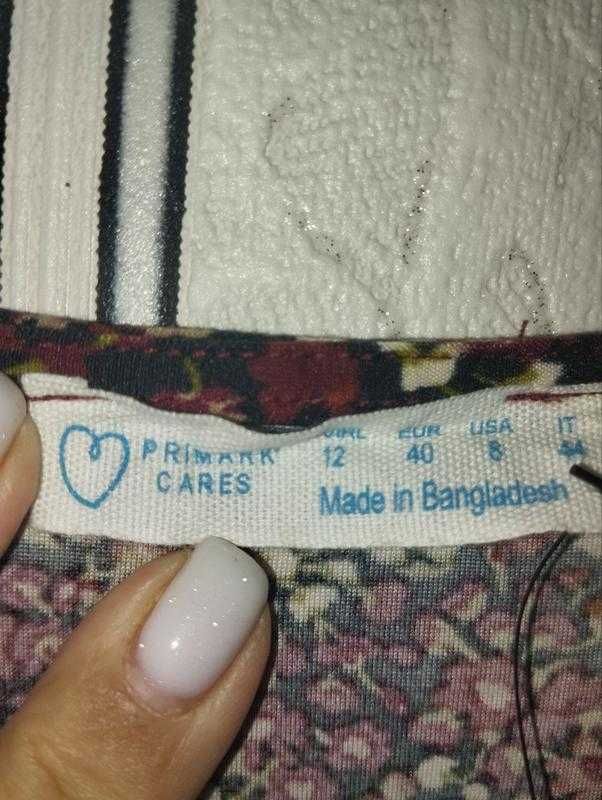 PRIMARK
CARES
EUR USA IT
12 40 8 44
Made in Bangladesh